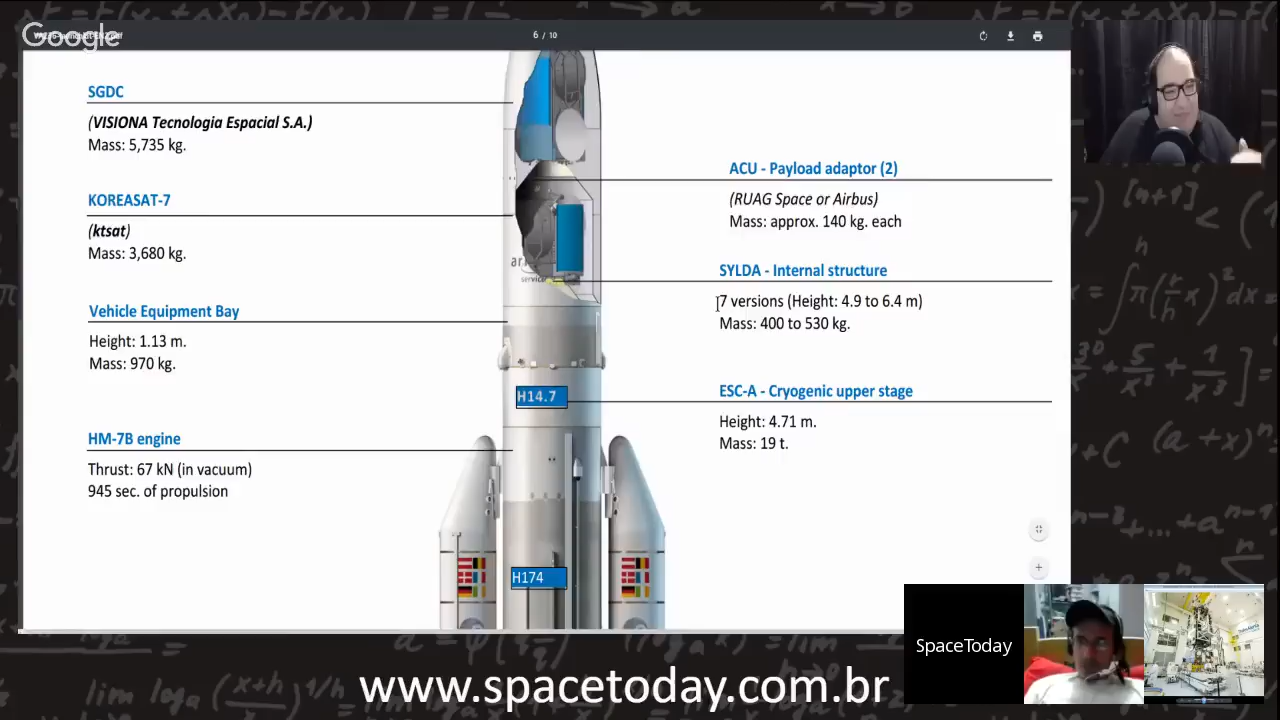 Google
6 / 10
SGDC
(VISIONA Tecnologia Espacial S.A.)
Mass: 5,735 kg.
KOREASAT-7
(ktsat)
Mass: 3,680 kg.
Vehicle Equipment Bay
Height: 1.13 m.
Mass: 970 kg.
HM-7B engine
Thrust: 67 kN (in vacuum)
945 sec. of propulsion
service
H14.7
H174
ACU - Payload adaptor (2)
(RUAG Space or Airbus)
Mass: approx. 140 kg. each
SYLDA - Internal structure
7 versions (Height: 4.9 to 6.4 m)
Mass: 400 to 530 kg.
ESC-A - Cryogenic upper stage
Height: 4.71 m.
Mass: 19 t.
SpaceToday
www.spacetoday.com.br